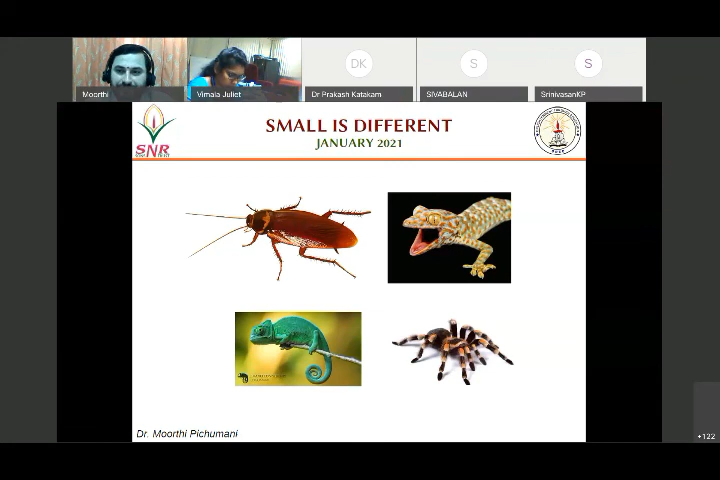 DK
S
S
Moorthi
Vimala Juliet
Dr Prakash Katakam
SIVABALAN
SrinivasanKP
SNR
SMALL IS DIFFERENT
JANUARY 2021
Dr. Moorthi Pichumani
+122